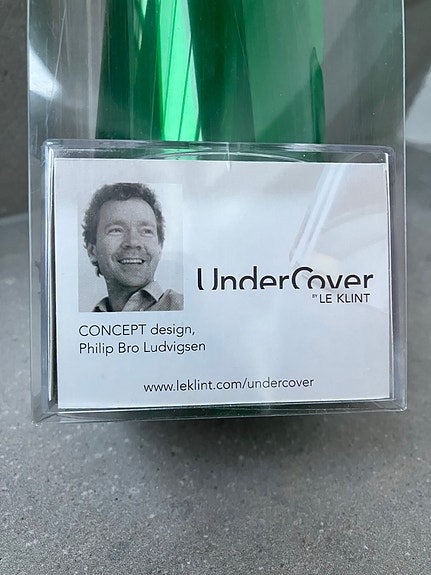 UnderCover
BY LE KLINT
CONCEPT design,
Philip Bro Ludvigsen
www.leklint.com/undercover